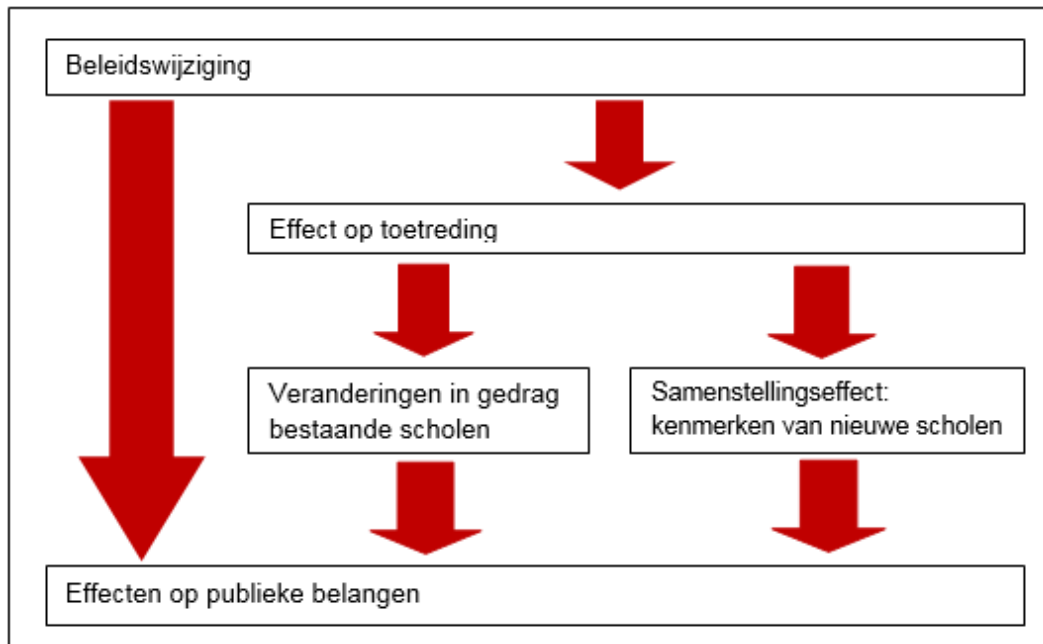 Beleidswijziging
Effect op toetreding
Veranderingen in gedrag
bestaande scholen
Samenstellingseffect:
kenmerken van nieuwe scholen
Effecten op publieke belangen